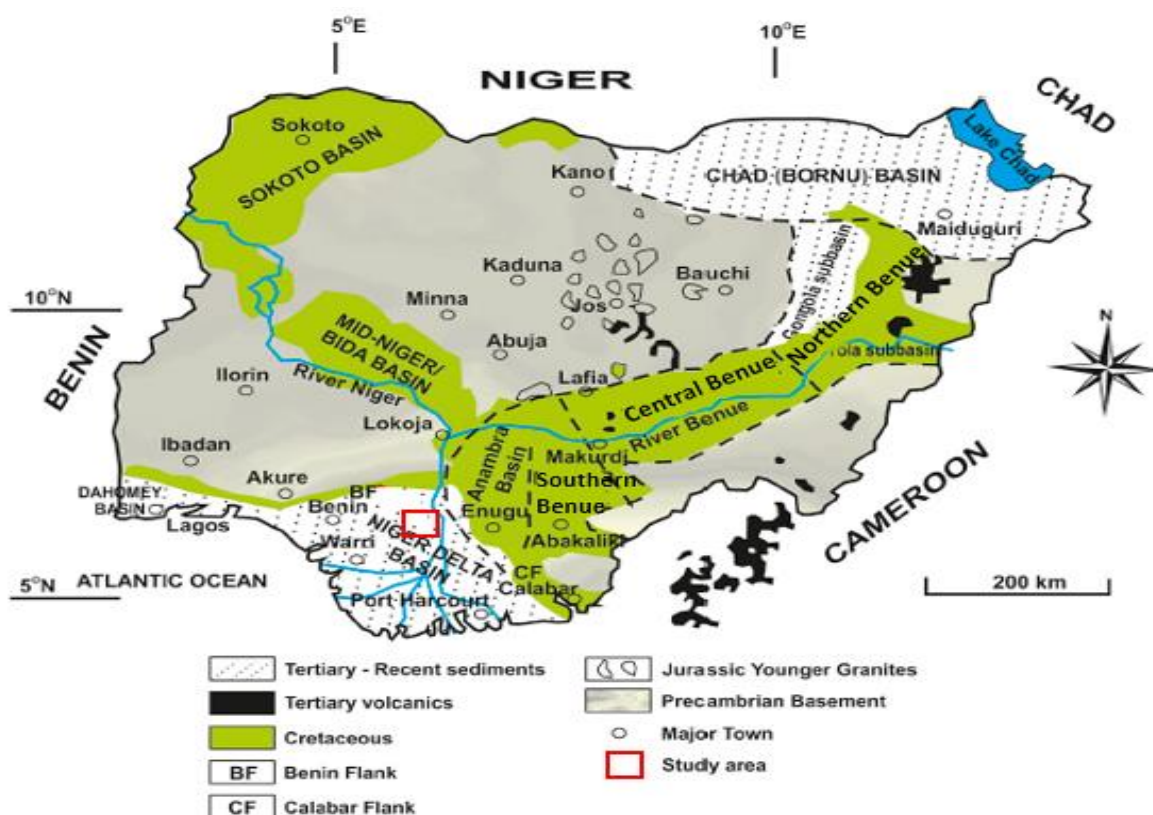 5°E
10°E
NIGER
CHAD
Lake Chad
Sokoto
SOKOTO BASIN
Kano
CHAD (BORNU) BASIN
Maiduguri
Gongola subbasin
Northern Benue
Kaduna
Bauchi
Minna
Jos
10°N
MID-NIGER/
BIDA BASIN
Abuja
subbasin
N
BENIN
Ilorin
River Niger
Lafia
Central Benue
River Benue
Lokoja
Ibadan
Akure
Anambra
Basin
Makurdi
Southern
Benue
DAHOMEY
BASIN
Lagos
BF
Benin
Enugu
Abakaliki
CAMEROON
Warri
NIGER DELTA
BASIN
5°N
ATLANTIC OCEAN
CF
Calabar
Port Harcourt
200 km
Tertiary - Recent sediments
Tertiary volcanics
Cretaceous
BF Benin Flank
CF Calabar Flank
Jurassic Younger Granites
Precambrian Basement
Major Town
Study area